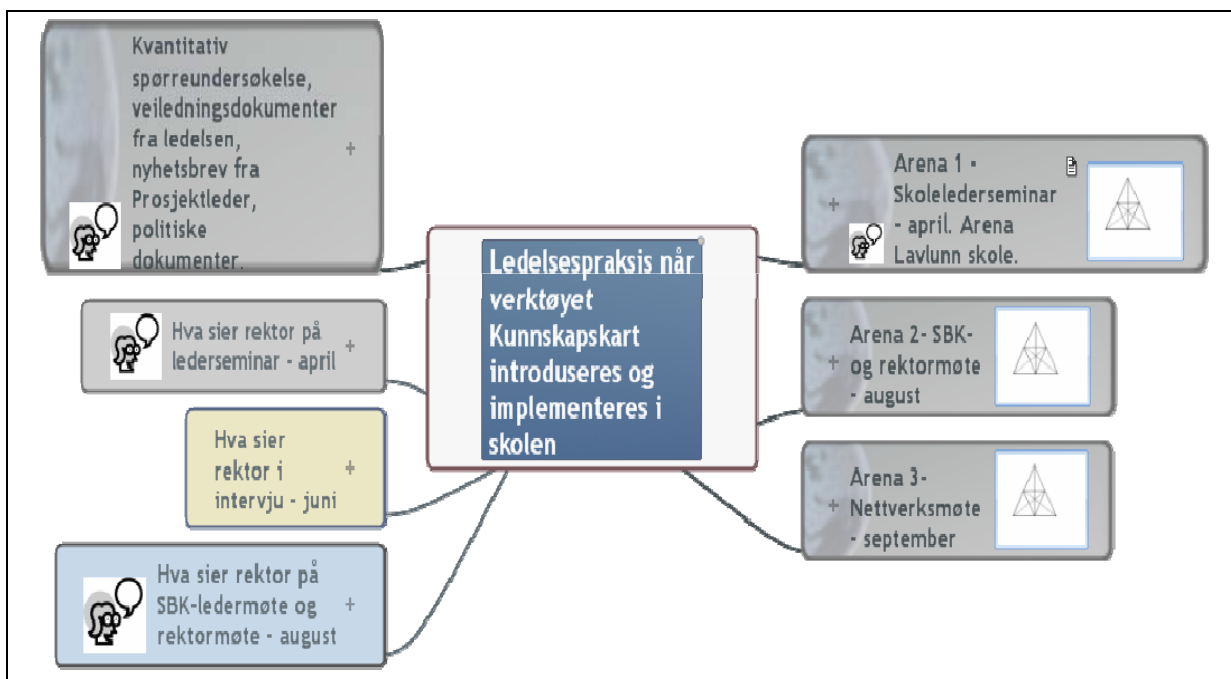 Kvantitativ
spørreundersøkelse,
veiledningsdokumenter
fra ledelsen,
nyhetsbrev fra
Prosjektleder,
politiske
dokumenter.
Hva sier rektor på
lederseminar - april
Hva sier
rektor i
intervju - juni
Hva sier rektor på
SBK-ledermøte og
rektormøte - august
Ledelsespraksis når
verktøyet
Kunnskapskart
introduseres og
implementeres i
skolen
Arena 1 -
Skolelederseminar
- april. Arena
Lavlunn skole.
Arena 2- SBK-
og rektormøte
- august
Arena 3-
Nettverksmøte
- september